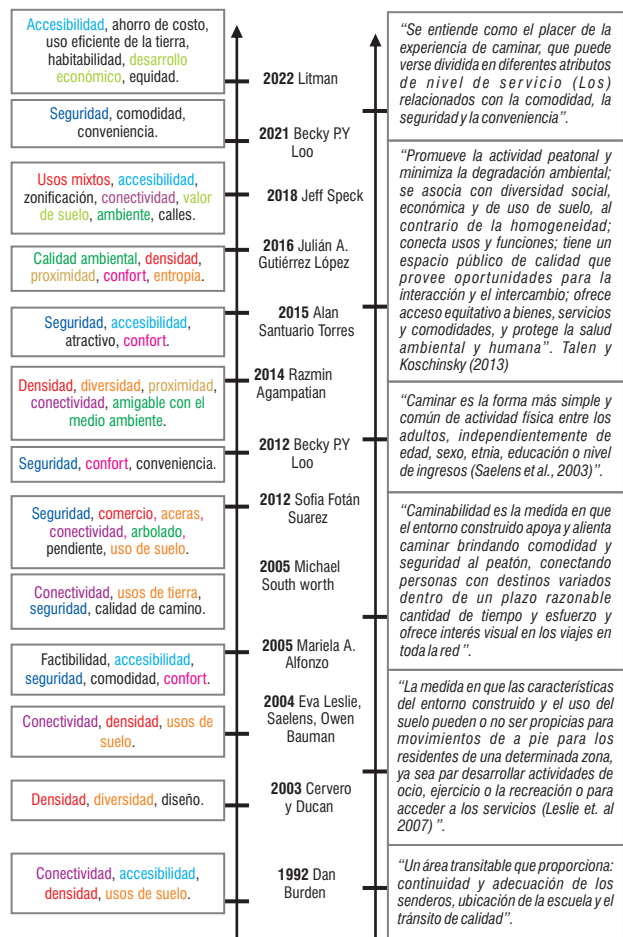 Accesibilidad, ahorro de costo,
uso eficiente de la tierra,
habitabilidad, desarrollo
económico, equidad.
2022 Litman
Seguridad, comodidad,
conveniencia.
2021 Becky P.Y
Loo
Usos mixtos, accesibilidad,
zonificación, conectividad, valor
de suelo, ambiente, calles.
2018 Jeff Speck
Calidad ambiental, densidad,
proximidad, confort, entropía.
2016 Julián A.
Gutiérrez López
Seguridad, accesibilidad,
atractivo, confort.
2015 Alan
Santuario Torres
Densidad, diversidad, proximidad,
conectividad, amigable con el
medio ambiente.
2014 Razmin
Agampatian
Seguridad, confort, conveniencia.
2012 Becky P.Y
Loo
Seguridad, comercio, aceras,
conectividad, arbolado,
pendiente, uso de suelo.
2012 Sofia Fotán
Suarez
Conectividad, usos de tierra,
seguridad, calidad de camino.
2005 Michael
South worth
Factibilidad, accesibilidad,
seguridad, comodidad, confort.
2005 Mariela A.
Alfonzo
Conectividad, densidad, usos de
suelo.
2004 Eva Leslie,
Saelens, Owen
Bauman
Densidad, diversidad, diseño.
2003 Cervero
y Ducan
Conectividad, accesibilidad,
densidad, usos de suelo.
1992 Dan
Burden
“Se entiende como el placer de la
experiencia de caminar, que puede
verse dividida en diferentes atributos
de nivel de servicio (Los)
relacionados con la comodidad, la
seguridad y la conveniencia”.
“Promueve la actividad peatonal y
minimiza la degradación ambiental;
se asocia con diversidad social,
económica y de uso de suelo, al
contrario de la homogeneidad;
conecta usos y funciones; tiene un
espacio público de calidad que
provee oportunidades para la
interacción y el intercambio; ofrece
acceso equitativo a bienes, servicios
y comodidades, y protege la salud
ambiental y humana”. Talen y
Koschinsky (2013)
“Caminar es la forma más simple y
común de actividad física entre los
adultos, independientemente de
edad, sexo, etnia, educación o nivel
de ingresos (Saelens et al., 2003)”.
“Caminabilidad es la medida en que
el entorno construido apoya y alienta
caminar brindando comodidad y
seguridad al peatón, conectando
personas con destinos variados
dentro de un plazo razonable
cantidad de tiempo y esfuerzo y
ofrece interés visual en los viajes en
toda la red ”.
“La medida en que las características
del entorno construido y el uso del
suelo pueden o no ser propicias para
movimientos de a pie para los
residentes de una determinada zona,
ya sea par desarrollar actividades de
ocio, ejercicio o la recreación o para
acceder a los servicios (Leslie et. al
2007) ”.
“Un área transitable que proporciona:
continuidad y adecuación de los
senderos, ubicación de la escuela y el
tránsito de calidad”.